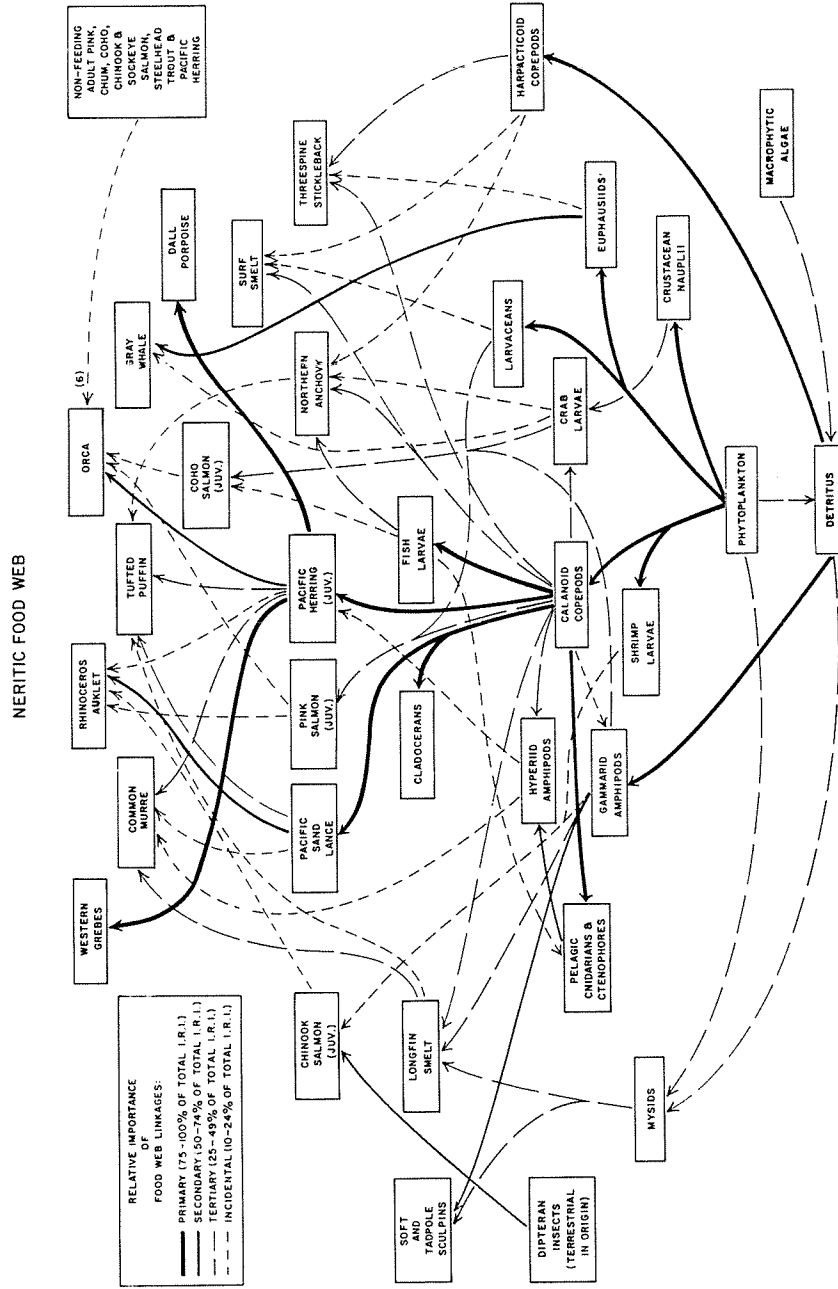 NERITIC FOOD WEB
RELATIVE IMPORTANCE
OF
FOOD WEB LINKAGES:
PRIMARY (75-100% OF TOTAL I.R.I.)
SECONDARY (50-74% OF TOTAL I.R.I.)
TERTIARY (25-49% OF TOTAL I.R.I.)
INCIDENTAL (10-24% OF TOTAL I.R.I.)
WESTERN
GREBES
COMMON
MURRE
RHINOCEROS
AUKLET
TUFTED
PUFFIN
ORCA
(6)
NON-FEEDING
ADULT PINK,
CHUM, COHO,
CHINOOK &
SOCKEYE
SALMON,
STEELHEAD
TROUT &
PACIFIC
HERRING
GRAY
WHALE
DALL
PORPOISE
COHO
SALMON
(JUV.)
SURF
SMELT
CHINOOK
SALMON
(JUV.)
PACIFIC
SAND
LANCE
PINK
SALMON
(JUV.)
PACIFIC
HERRING
(JUV.)
NORTHERN
ANCHOVY
THREESPINE
STICKLEBACK
SOFT
AND
TADPOLE
SCULPINS
LONGFIN
SMELT
CLADOCERANS
FISH
LARVAE
DIPTERAN
INSECTS
(TERRESTRIAL
IN ORIGIN)
PELAGIC
CNIDARIANS &
CTENOPHORES
HYPERIID
AMPHIPODS
GAMMARID
AMPHIPODS
CALANOID
COPEPODS
CRAB
LARVAE
LARVACEANS
HARPACTICOID
COPEPODS
EUPHAUSIIDS
MYSIDS
SHRIMP
LARVAE
CRUSTACEAN
NAUPLII
PHYTOPLANKTON
MACROPHYTIC
ALGAE
DETRITUS